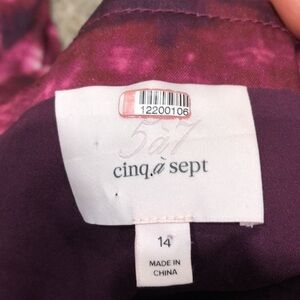 12200106
5à7
cinq à sept
14
MADE IN
CHINA